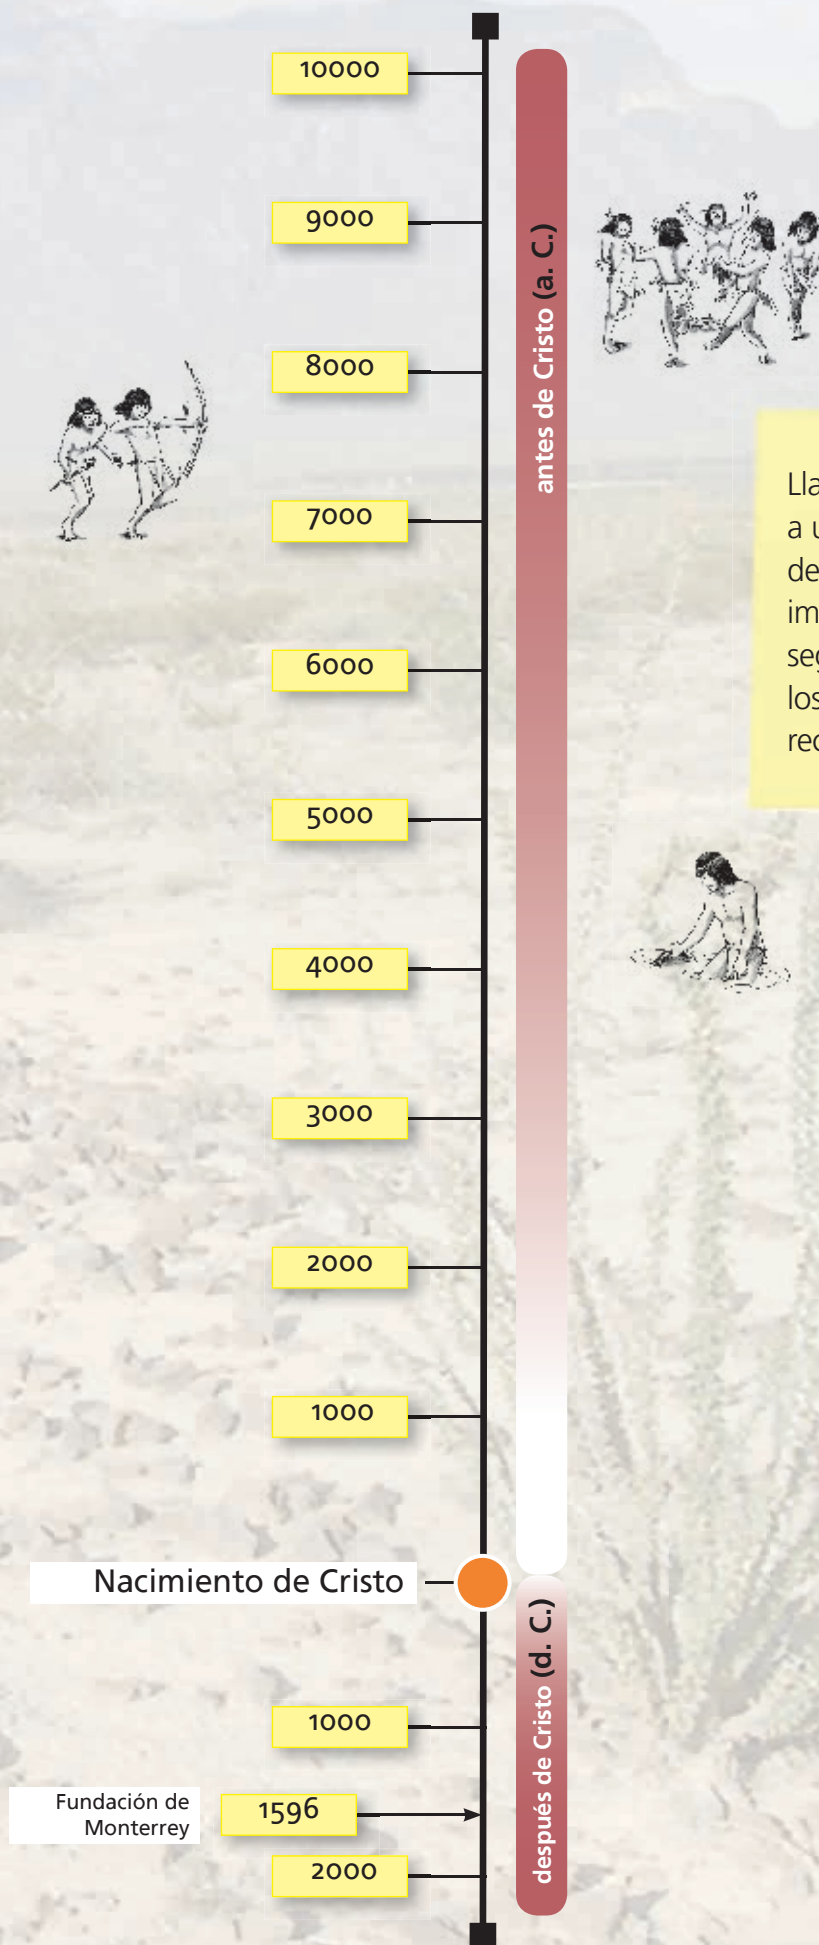 10000
9000
antes de Cristo (a. C.)
8000
7000
a
6000
5000
4000
3000
2000
1000
Nacimiento de Cristo
después de Cristo (d. C.)
1000
Fundación de
Monterrey
1596
2000